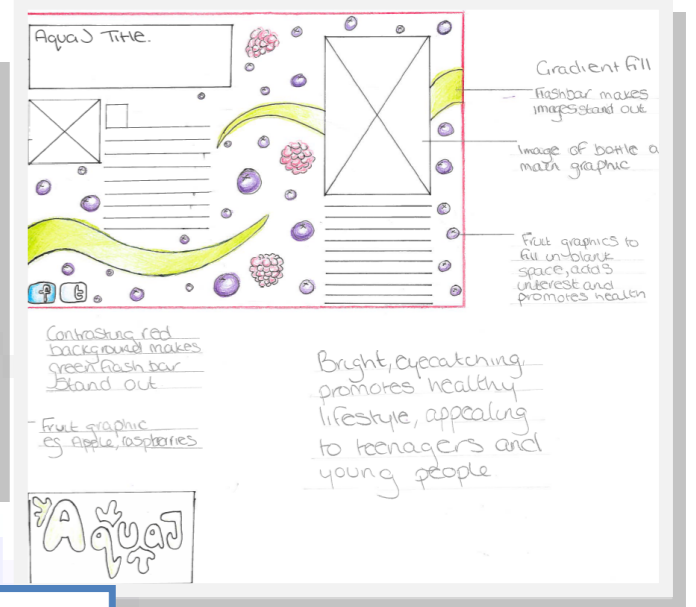 AquaJ Title.
Gradient fill
flashbar makes
images stand out
Image of bottle a
main graphic
Fruit graphics to
fill in blank
space, adds
interest and
promotes health
f t
Contrasting red
background makes
green flash bar
stand out
Fruit graphic
eg Apple, raspberries
Bright, eyecatching,
promotes healthy
lifestyle, appealing
to teenagers and
young people.
AquaJ